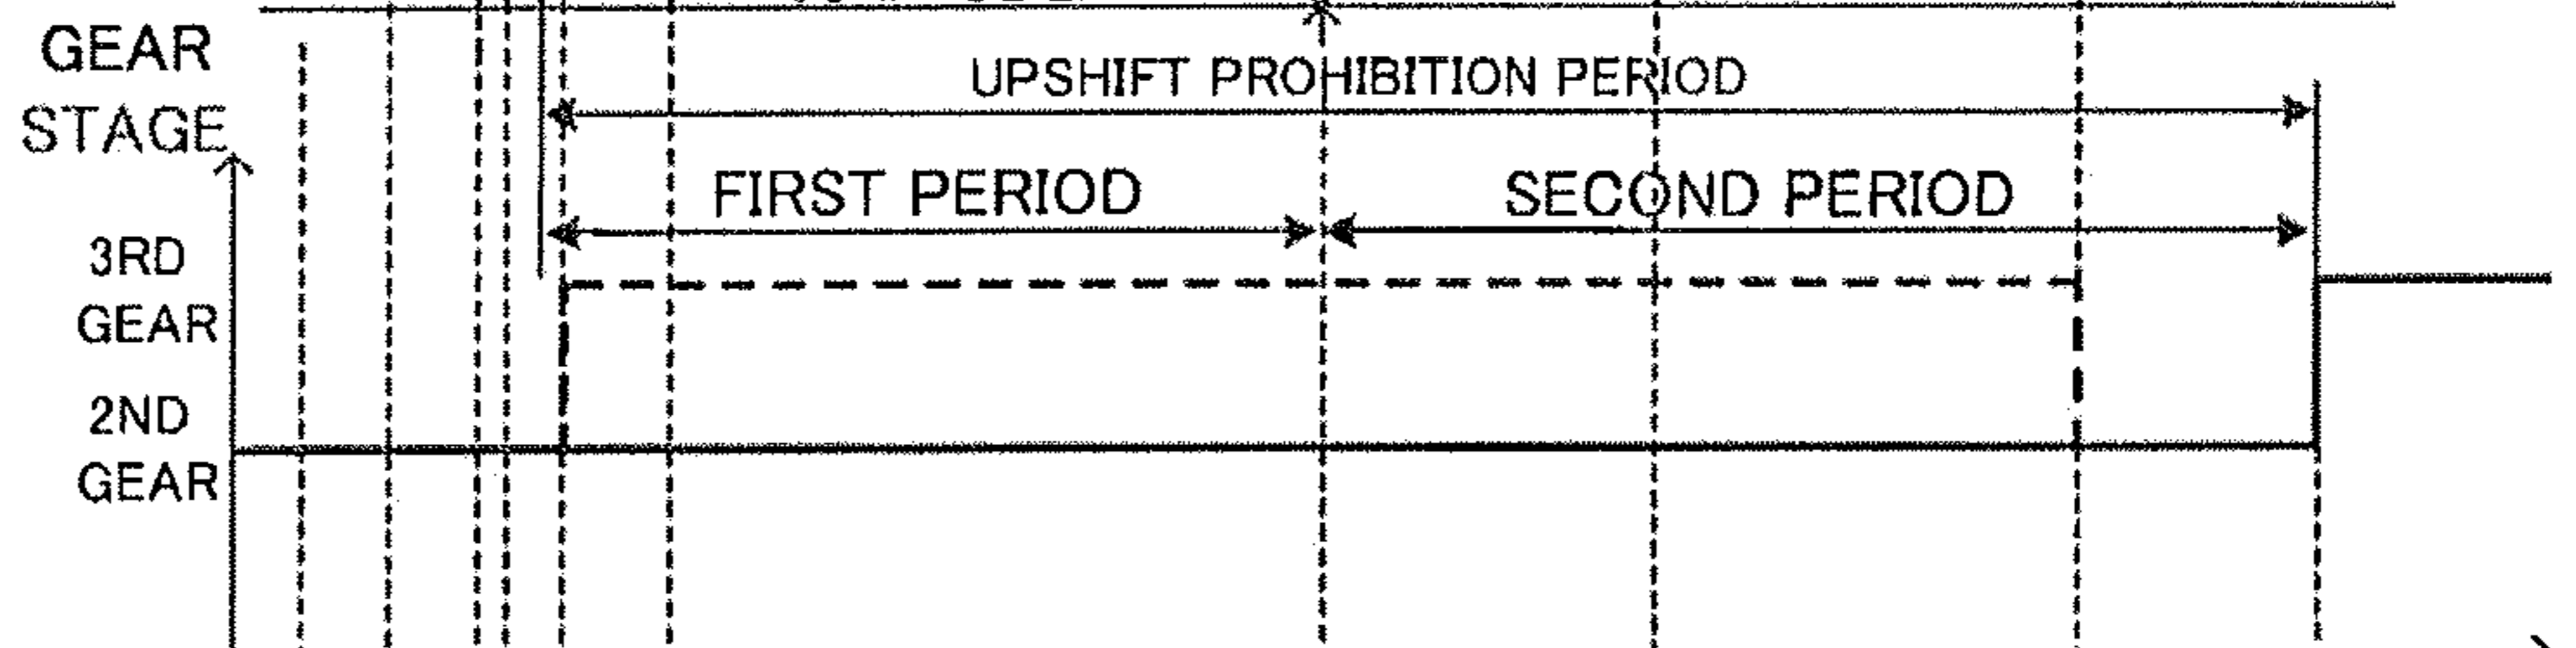 GEAR
STAGE
UPSHIFT PROHIBITION PERIOD
FIRST PERIOD
SECOND PERIOD
3RD
GEAR
2ND
GEAR